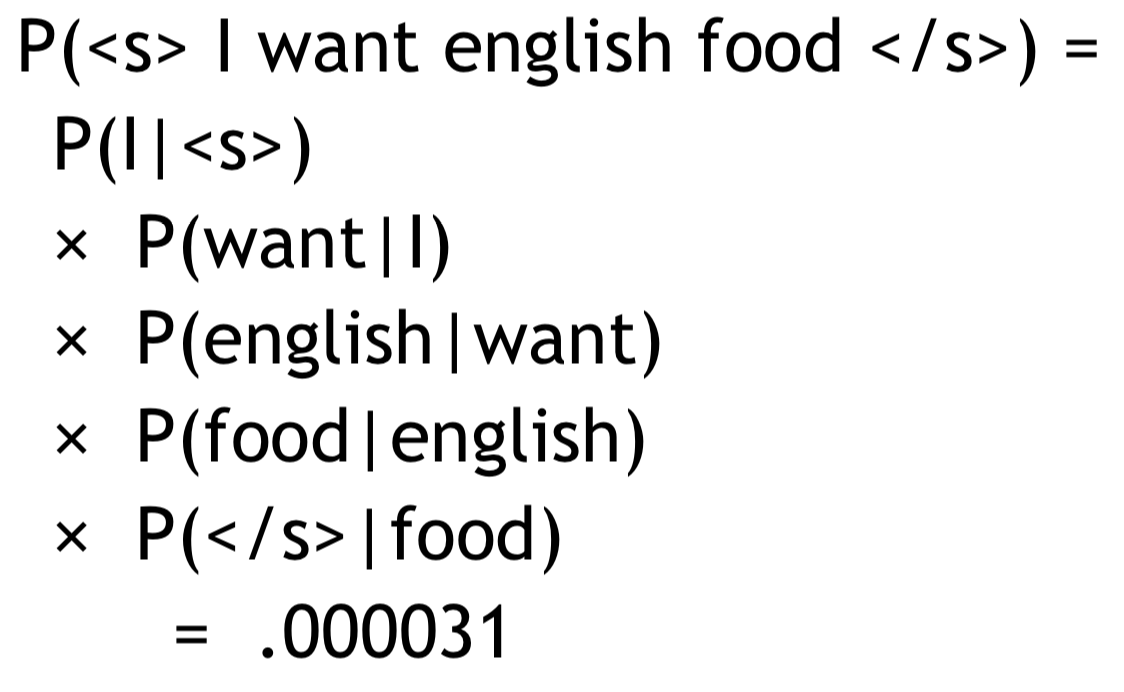 P(<s> I want english food </s>) =
P(I|<s>)
× P(want|I)
× P(english|want)
× P(food|english)
× P(</s>|food)
= .000031